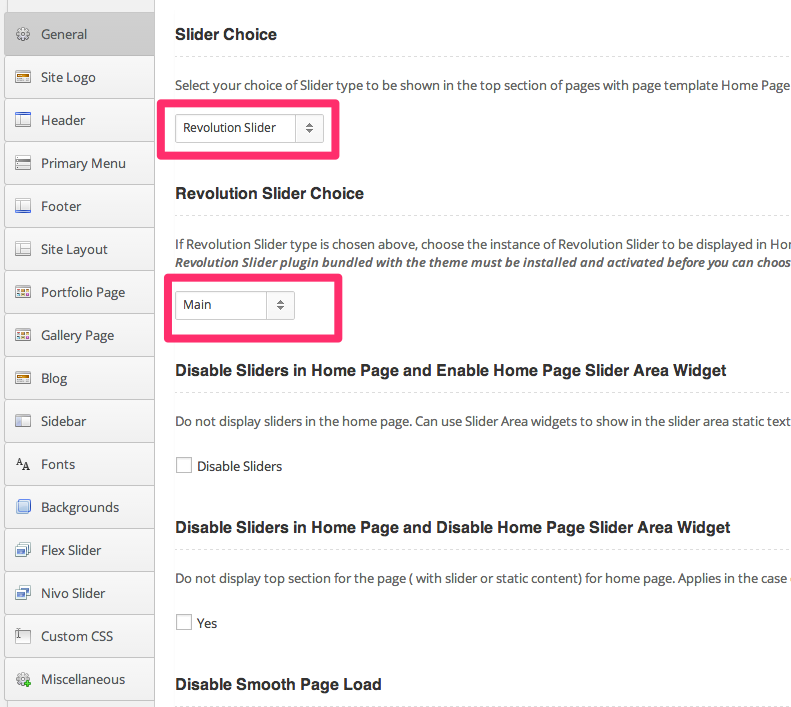 General
Site Logo
Header
Primary Menu
Footer
Site Layout
Portfolio Page
Gallery Page
Blog
Sidebar
Fonts
Backgrounds
Flex Slider
Nivo Slider
Custom CSS
Miscellaneous
Slider Choice
Select your choice of Slider type to be shown in the top section of pages with page template Home Page
Revolution Slider
Revolution Slider Choice
If Revolution Slider type is chosen above, choose the instance of Revolution Slider to be displayed in Hom
Revolution Slider plugin bundled with the theme must be installed and activated before you can choos
Main
Disable Sliders in Home Page and Enable Home Page Slider Area Widget
Do not display sliders in the home page. Can use Slider Area widgets to show in the slider area static text
Disable Sliders
Disable Sliders in Home Page and Disable Home Page Slider Area Widget
Do not display top section for the page ( with slider or static content) for home page. Applies in the case
Yes
Disable Smooth Page Load